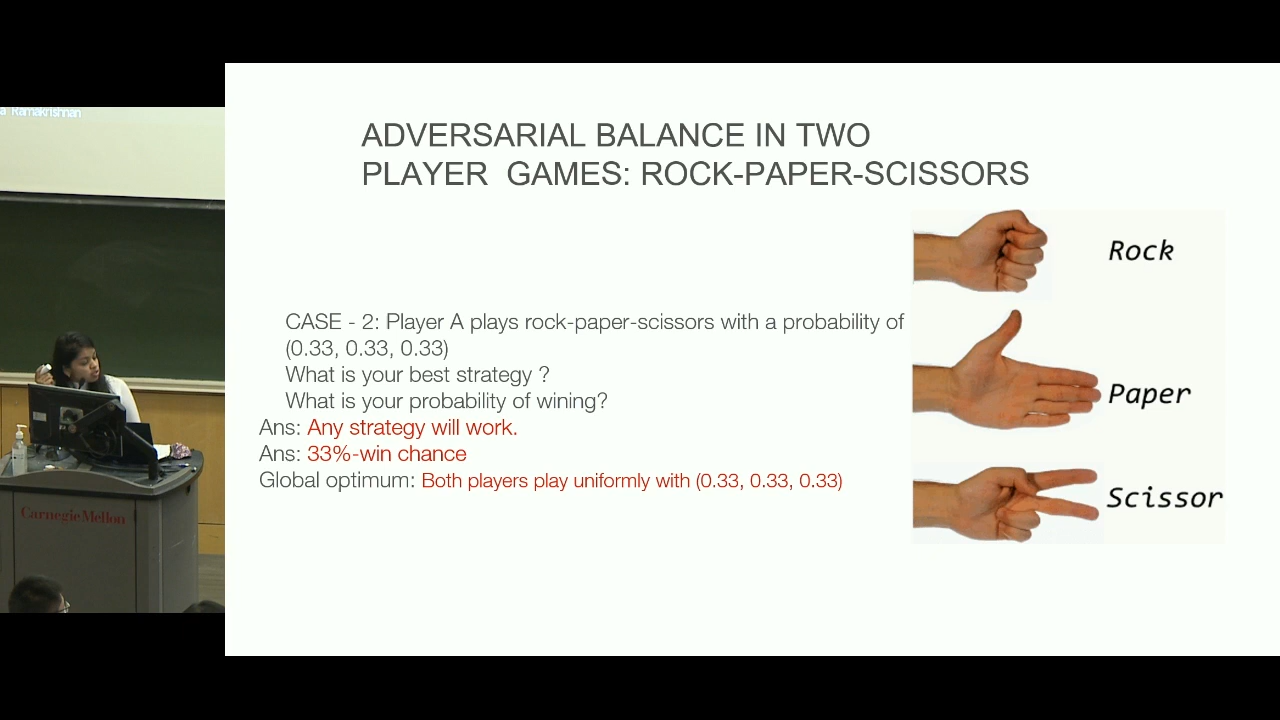 a Ramakrishnan
ADVERSARIAL BALANCE IN TWO
PLAYER GAMES: ROCK-PAPER-SCISSORS
Rock
CASE - 2: Player A plays rock-paper-scissors with a probability of
(0.33, 0.33, 0.33)
What is your best strategy ?
Paper
What is your probability of wining?
Ans: Any strategy will work.
Ans: 33%-win chance
Global optimum: Both players play uniformly with (0.33, 0.33, 0.33)
Scissor
Carnegie Mellon